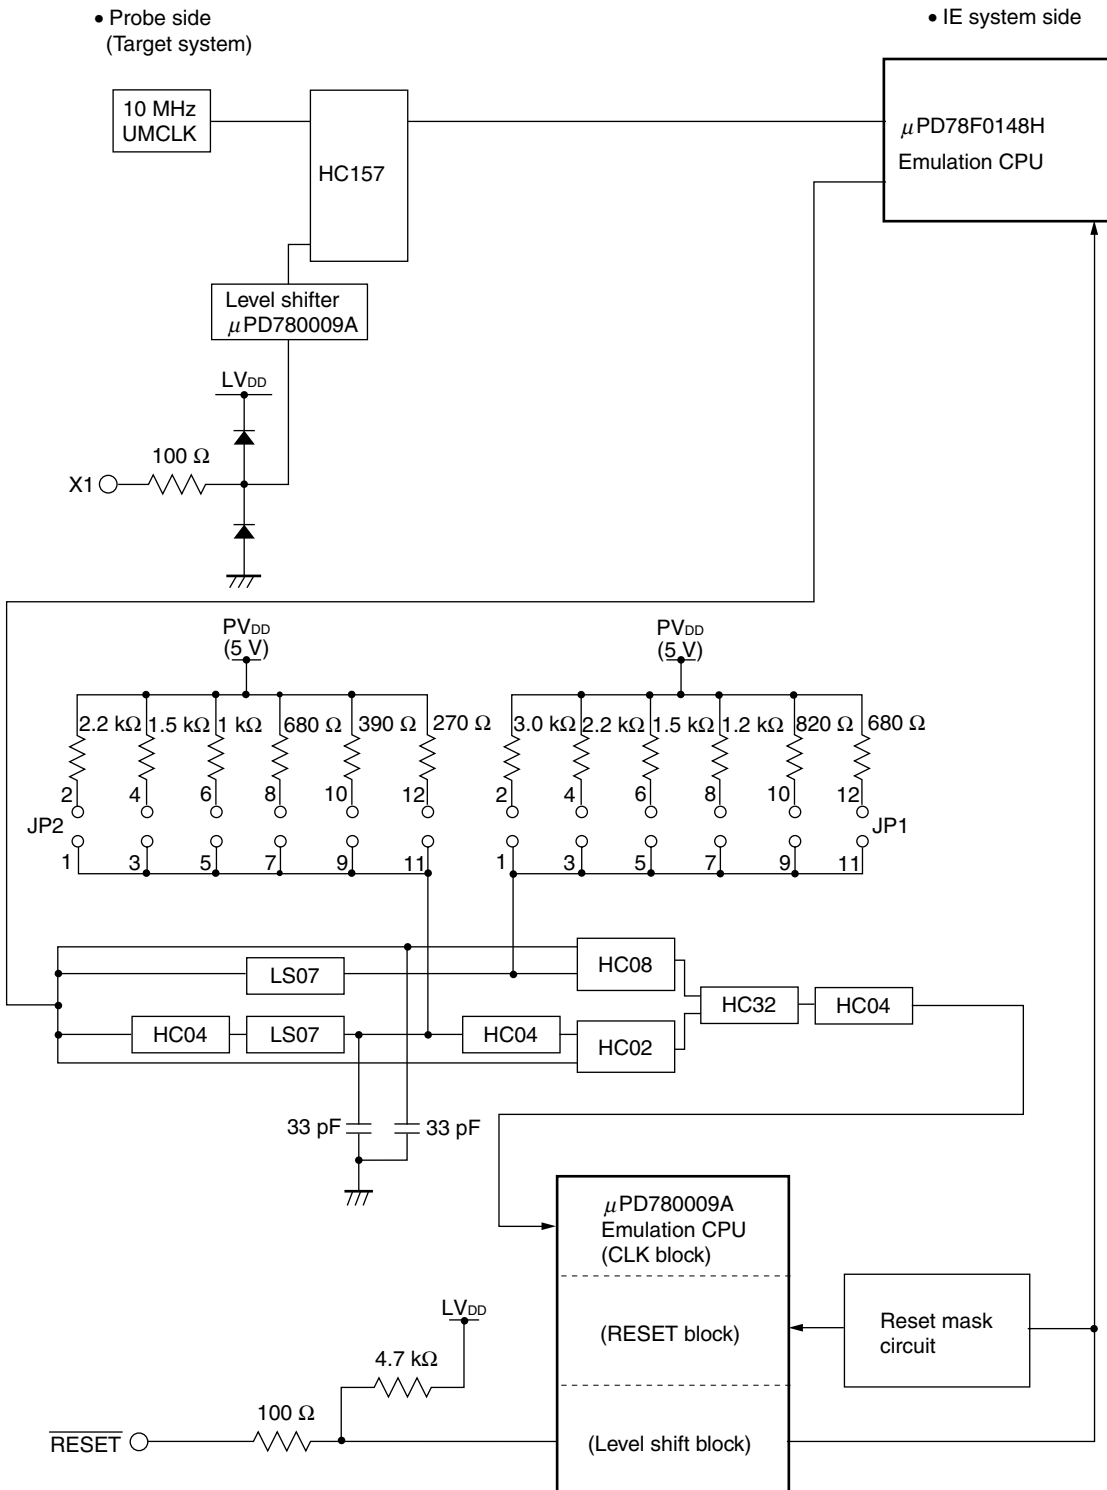 • Probe side
(Target system)
• IE system side
10 MHz
UMCLK
HC157
μPD78F0148H
Emulation CPU
Level shifter
μPD780009A
LVDD
100 Ω
X1
PVDD
(5 V)
PVDD
(5 V)
2.2 kΩ 1.5 kΩ 1 kΩ 680 Ω 390 Ω 270 Ω
3.0 kΩ 2.2 kΩ 1.5 kΩ 1.2 kΩ 820 Ω 680 Ω
2 4 6 8 10 12
2 4 6 8 10 12
JP2
JP1
1 3 5 7 9 11
1 3 5 7 9 11
LS07
HC08
HC32
HC04
HC04
LS07
HC04
HC02
33 pF
33 pF
μPD780009A
Emulation CPU
(CLK block)
(RESET block)
Reset mask
circuit
LVDD
4.7 kΩ
100 Ω
RESET
(Level shift block)